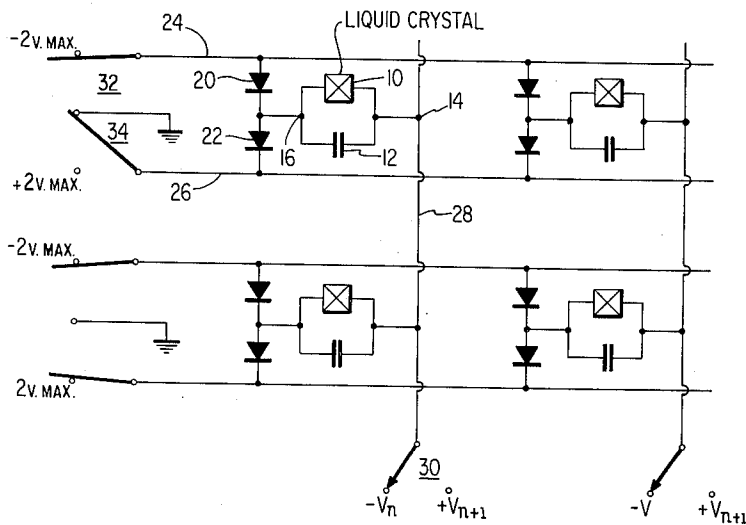 LIQUID CRYSTAL
-2V. MAX.
24
20
10
14
32
34
22
16
12
+2V. MAX.
26
28
-2V. MAX.
2V. MAX.
30
-Vn
+Vn+1
-V
+Vn+1